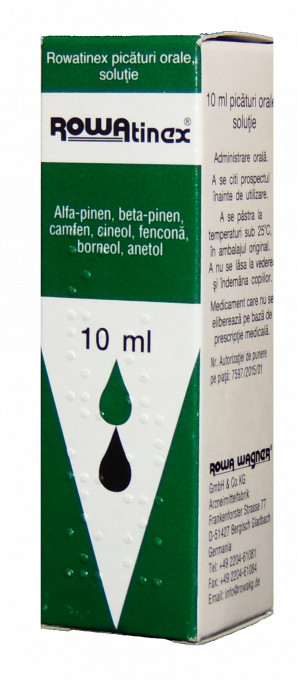 Rowatinex picături orale,
soluție
ROWAtinex®
Alfa-pinen, beta-pinen,
camfen, cineol, fenconă,
borneol, anetol
10 ml
10 ml picături orale
soluție
Administrare orală.
A se citi prospectul
înainte de utilizare.
A se păstra la
temperaturi sub 25°C,
în ambalajul original.
A nu se lăsa la vederea
și îndemâna copiilor.
Medicament care nu se
eliberează pe bază de
prescripție medicală.
Nr. Autorizației de punere
pe piață: 7597/2015/01
ROWA WAGNER®
GmbH & Co. KG
Arzneimittelfabrik
Frankenforster Strasse 77
D-51427 Bergisch Gladbach
Germania
Tel: +49 2204-61081
Fax: +49 2204-61084
Email: info@rowakg.de